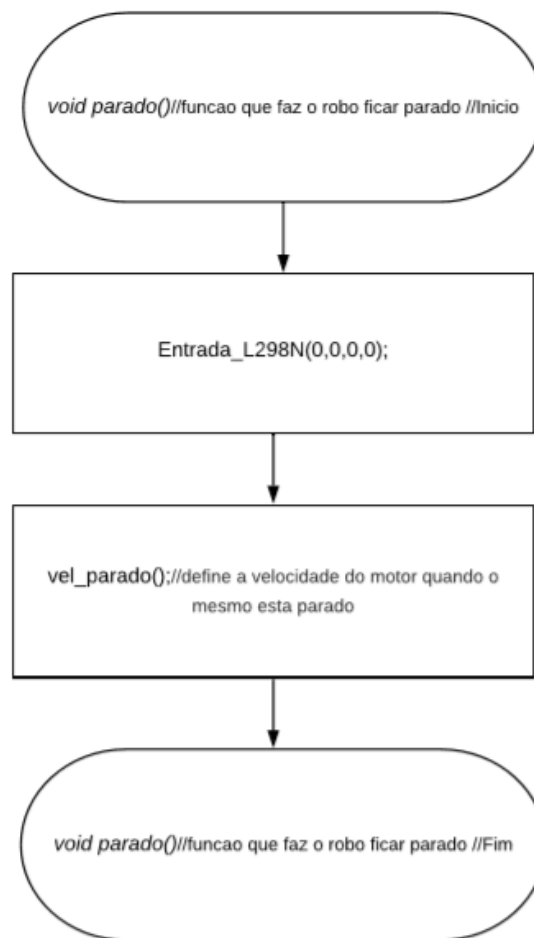 void parado()//funcao que faz o robo ficar parado //Inicio
Entrada_L298N(0,0,0,0);
vel_parado();//define a velocidade do motor quando o
mesmo esta parado
void parado()//funcao que faz o robo ficar parado //Fim